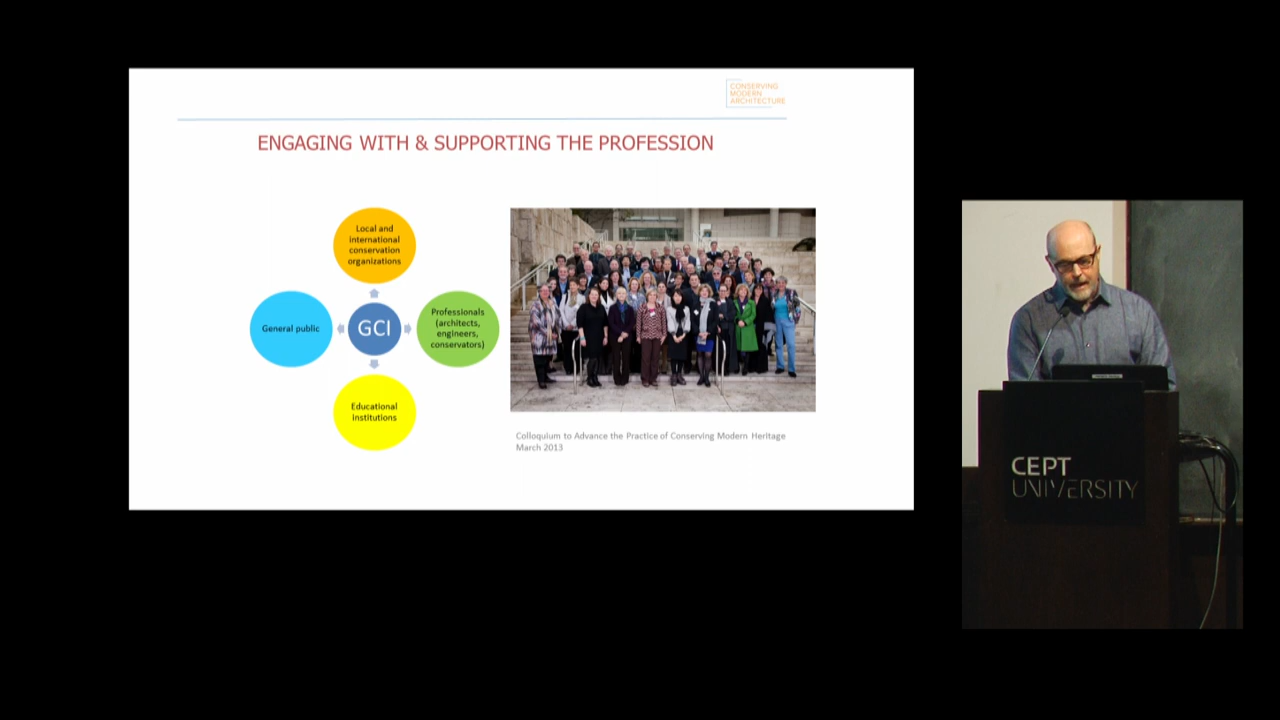 CONSERVING
MODERN
ARCHITECTURE
ENGAGING WITH & SUPPORTING THE PROFESSION
Local and
international
conservation
organizations
General public
GCI
Professionals
(architects,
engineers,
conservators)
Educational
institutions
Colloquium to Advance the Practice of Conserving Modern Heritage
March 2013
CEPT
UNIVERSITY